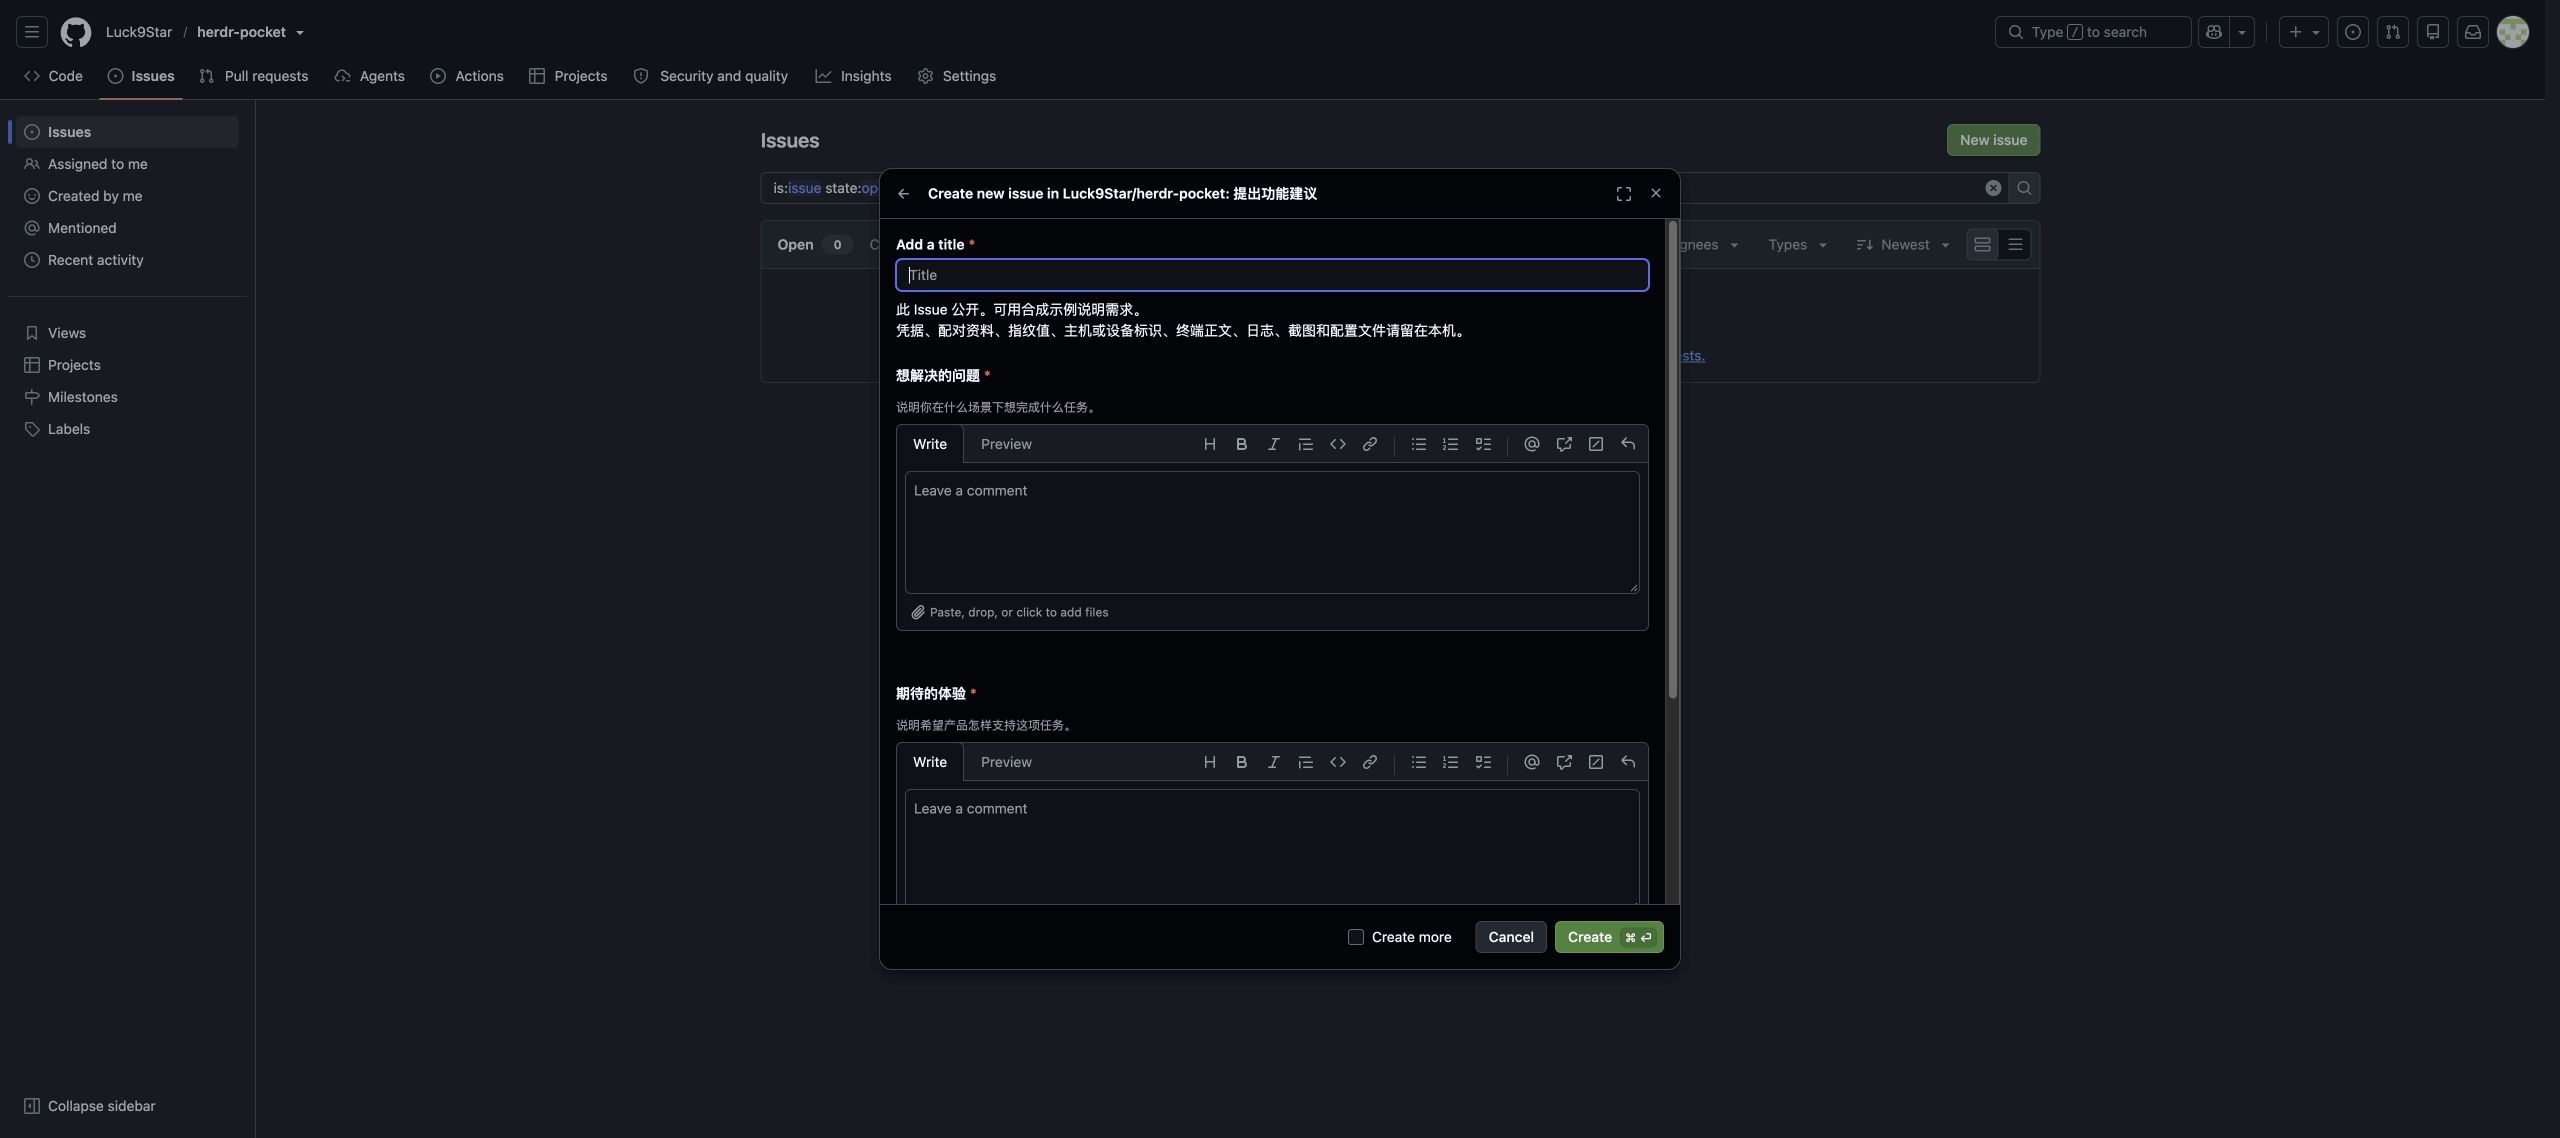 Luck9Star / herdr-pocket
Type / to search
Code
Issues
Pull requests
Agents
Actions
Projects
Security and quality
Insights
Settings
Issues
Assigned to me
Created by me
Mentioned
Recent activity
Views
Projects
Milestones
Labels
Collapse sidebar
Issues
New issue
is:issue state:op
Open 0 C
gnees
Types
Newest
sts.
Create new issue in Luck9Star/herdr-pocket: 提出功能建议
Add a title *
Title
此 Issue 公开。可用合成示例说明需求。
凭据、配对资料、指纹值、主机或设备标识、终端正文、日志、截图和配置文件请留在本机。
想解决的问题 *
说明你在什么场景下想完成什么任务。
Write Preview
Leave a comment
Paste, drop, or click to add files
期待的体验 *
说明希望产品怎样支持这项任务。
Write Preview
Leave a comment
Create more
Cancel
Create ⌘ ⏎